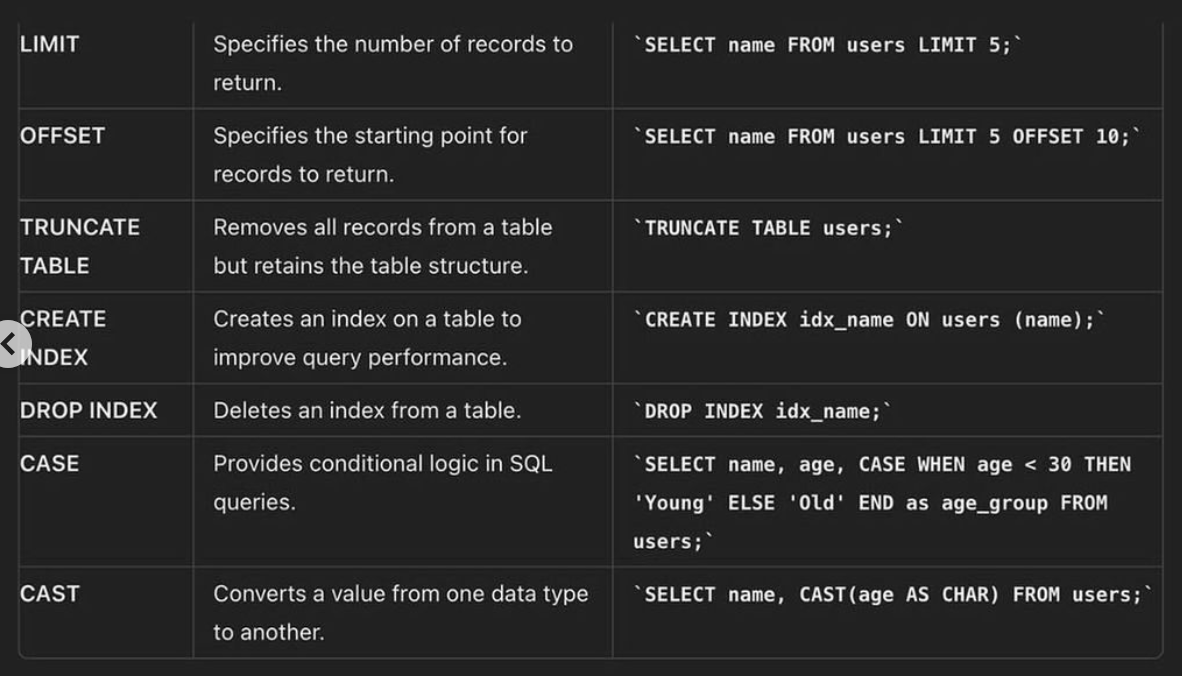 LIMIT
Specifies the number of records to
return.
`SELECT name FROM users LIMIT 5;`
OFFSET
Specifies the starting point for
records to return.
`SELECT name FROM users LIMIT 5 OFFSET 10;`
TRUNCATE
TABLE
Removes all records from a table
but retains the table structure.
`TRUNCATE TABLE users;`
CREATE
INDEX
Creates an index on a table to
improve query performance.
`CREATE INDEX idx_name ON users (name);`
DROP INDEX
Deletes an index from a table.
`DROP INDEX idx_name;`
CASE
Provides conditional logic in SQL
queries.
`SELECT name, age, CASE WHEN age < 30 THEN
'Young' ELSE 'Old' END as age_group FROM
users;`
CAST
Converts a value from one data type
to another.
`SELECT name, CAST(age AS CHAR) FROM users;`